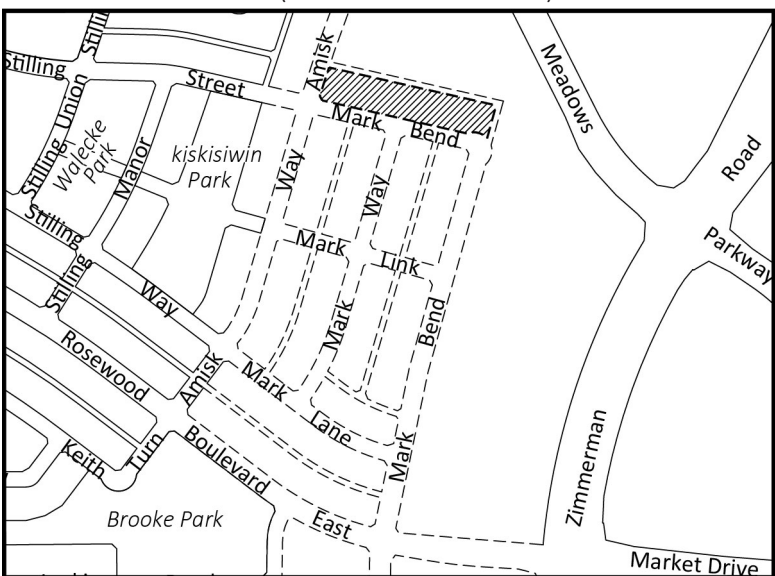 Stilling
Amisk
Stilling
Street
Meadows
Union
Walecke
Park
Manor
kiskisiwin
Park
Mark
Bend
Road
Stilling
Way
Way
Stilling
Mark
Link
Parkway
Stilling
Way
Mark
Bend
Rosewood
Amisk
Mark
Lane
Keith
Turn
Boulevard
Mark
Zimmerman
Brooke Park
East
Market Drive